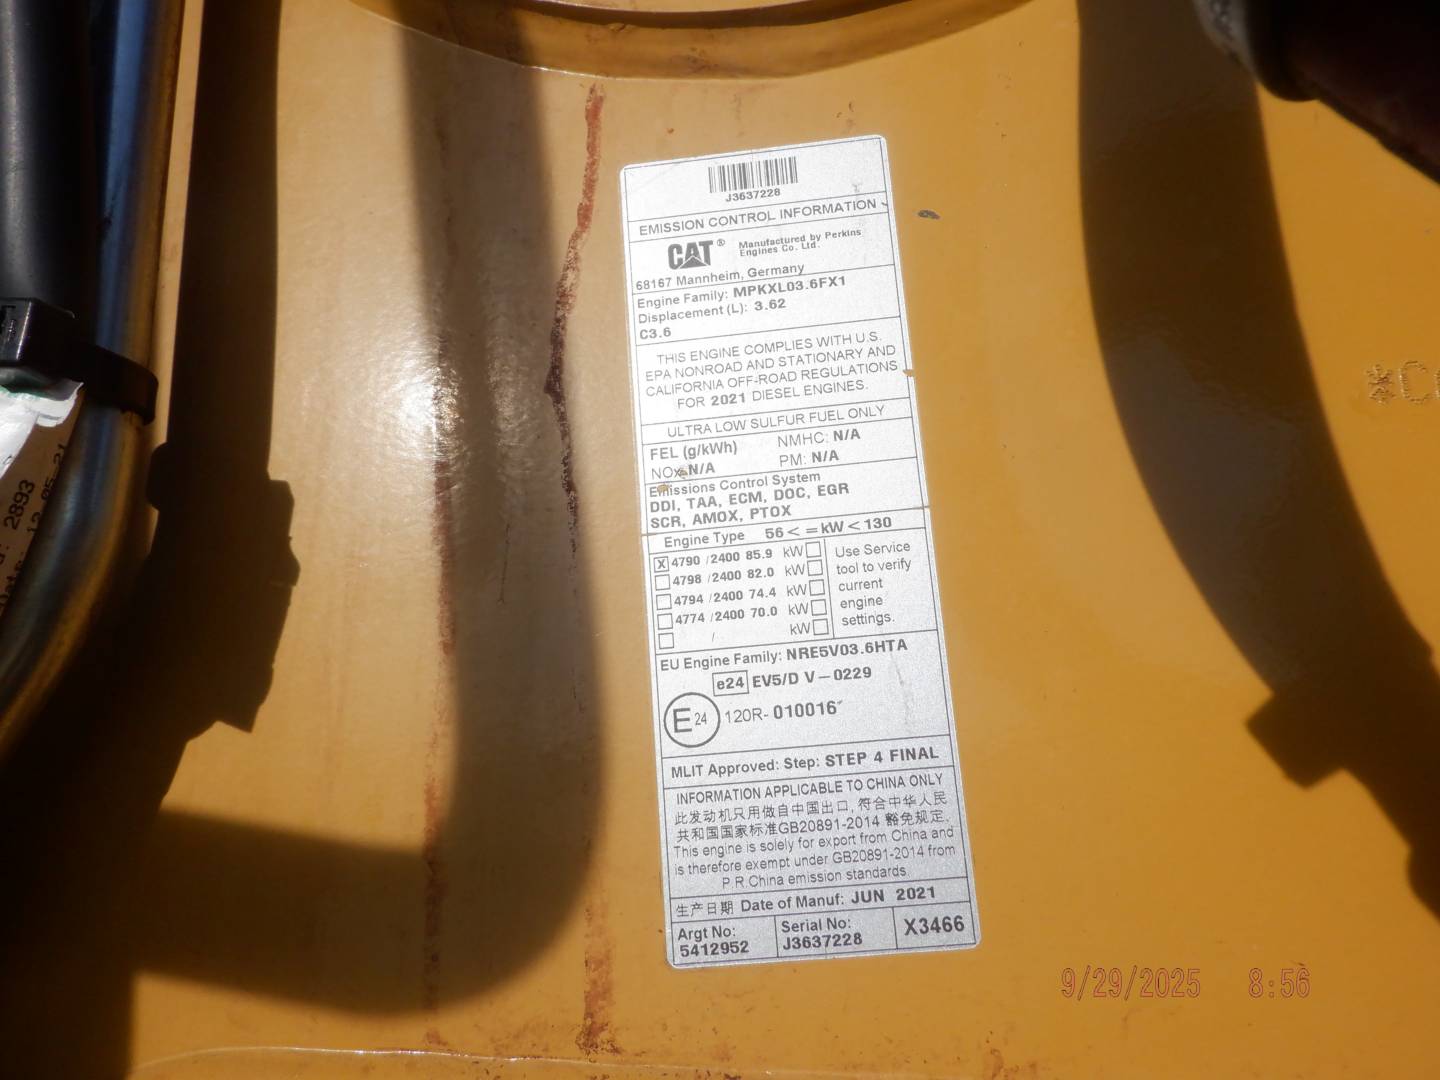 J3637228
EMISSION CONTROL INFORMATION
CAT® Manufactured by Perkins
Engines Co. Ltd.
68167 Mannheim, Germany
Engine Family: MPKXL03.6FX1
Displacement (L): 3.62
C3.6
THIS ENGINE COMPLIES WITH U.S.
EPA NONROAD AND STATIONARY AND
CALIFORNIA OFF-ROAD REGULATIONS
FOR 2021 DIESEL ENGINES.
ULTRA LOW SULFUR FUEL ONLY
FEL (g/kWh) NMHC: N/A
NOx: N/A PM: N/A
Emissions Control System
DDI, TAA, ECM, DOC, EGR
SCR, AMOX, PTOX
Engine Type 56 < = kW < 130
X 4790 / 2400 85.9 kW
4798 / 2400 82.0 kW
4794 / 2400 74.4 kW
4774 / 2400 70.0 kW
/ kW
Use Service
tool to verify
current
engine
settings.
EU Engine Family: NRE5V03.6HTA
e24 EV5/D V – 0229
E24 120R- 010016
MLIT Approved: Step: STEP 4 FINAL
INFORMATION APPLICABLE TO CHINA ONLY
此发动机只用做自中国出口, 符合中华人民
共和国国家标准GB20891-2014 豁免规定.
This engine is solely for export from China and
is therefore exempt under GB20891-2014 from
P.R.China emission standards.
生产日期 Date of Manuf: JUN 2021
Argt No: 5412952
Serial No: J3637228
X3466
2893
9/29/2025 8:56